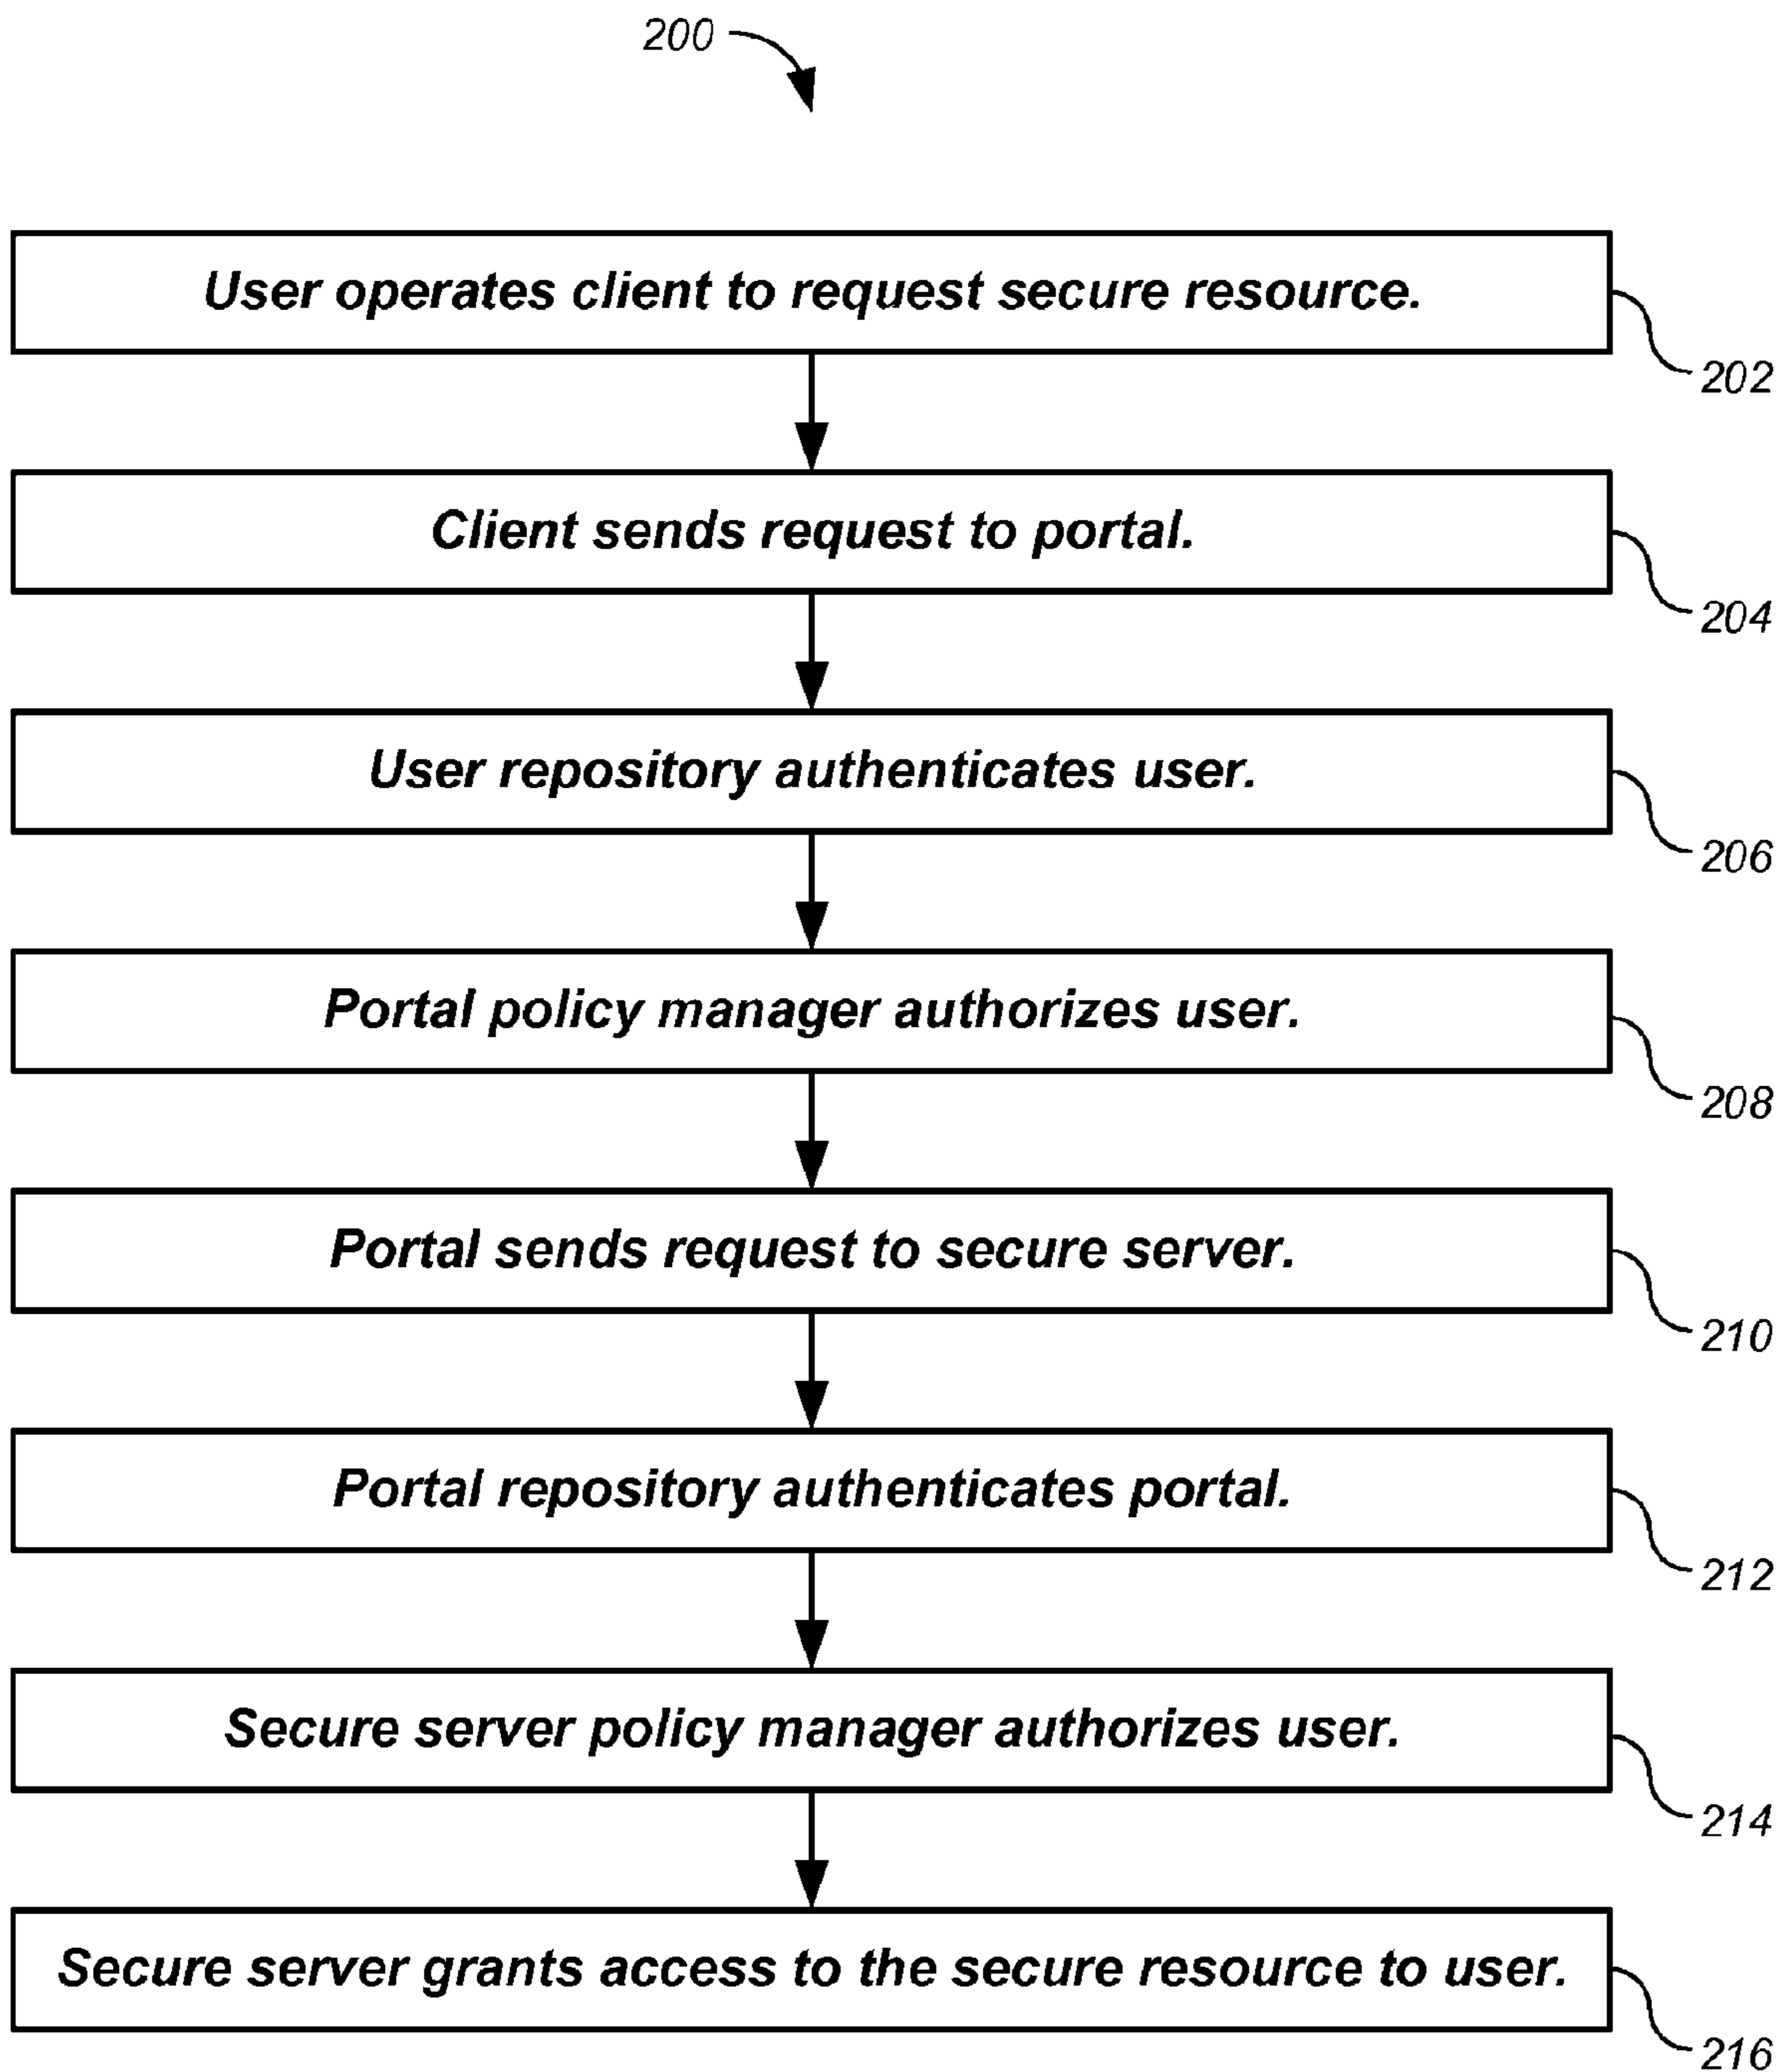 200
User operates client to request secure resource.
202
Client sends request to portal.
204
User repository authenticates user.
206
Portal policy manager authorizes user.
208
Portal sends request to secure server.
210
Portal repository authenticates portal.
212
Secure server policy manager authorizes user.
214
Secure server grants access to the secure resource to user.
216